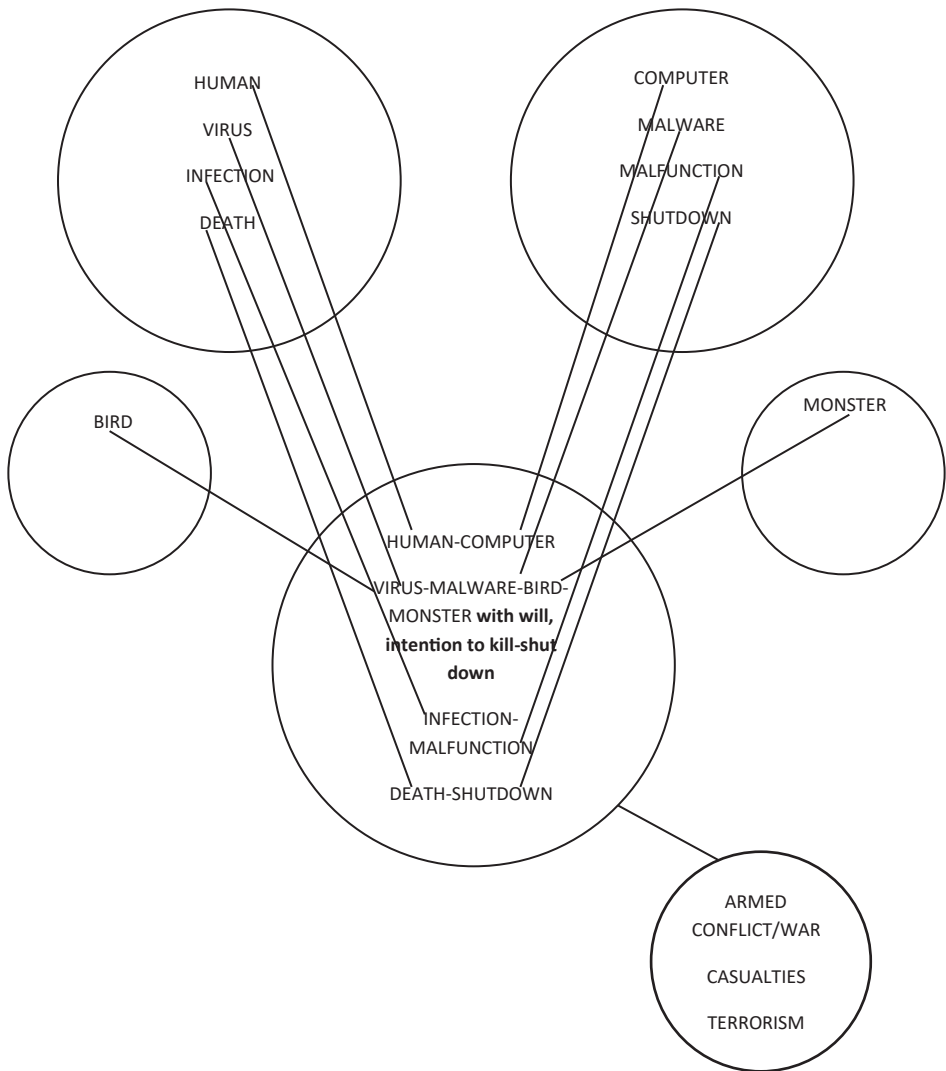 HUMAN
VIRUS
INFECTION
DEATH
COMPUTER
MALWARE
MALFUNCTION
SHUTDOWN
BIRD
MONSTER
HUMAN-COMPUTER
VIRUS-MALWARE-BIRD-
MONSTER with will,
intention to kill-shut
down
INFECTION-
MALFUNCTION
DEATH-SHUTDOWN
ARMED
CONFLICT/WAR
CASUALTIES
TERRORISM